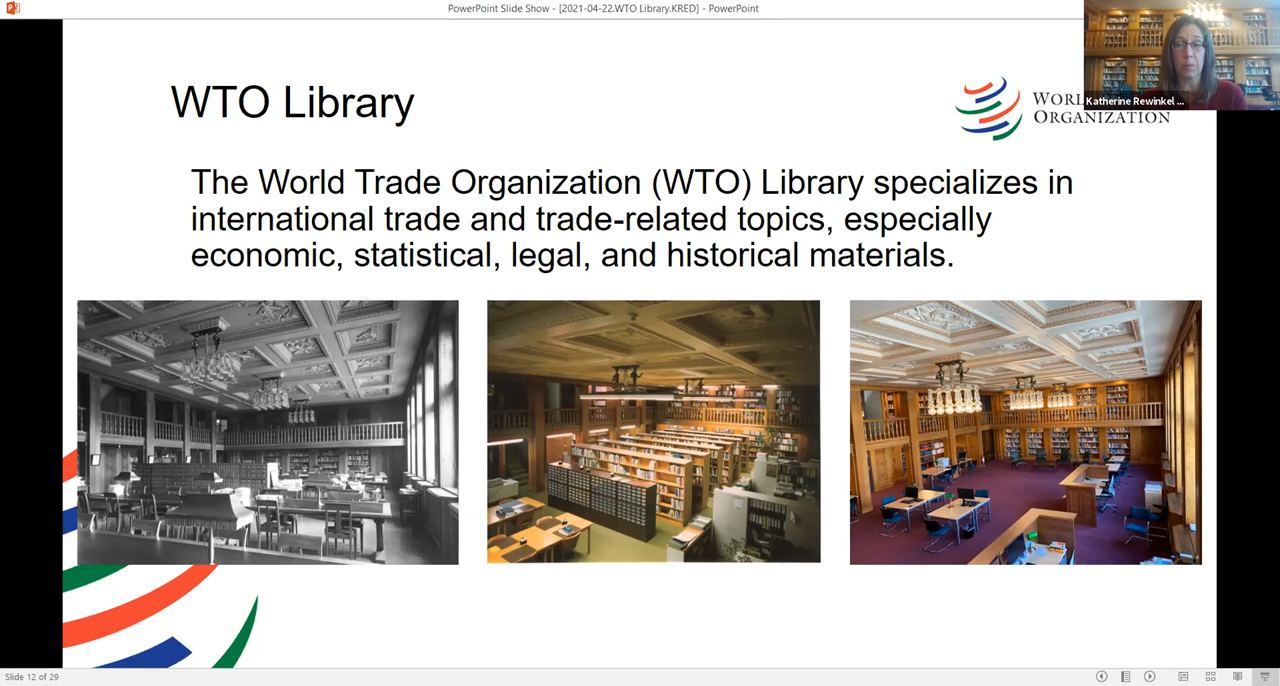 PowerPoint Slide Show - [2021-04-22.WTO Library.KRED] - PowerPoint
WTO Library
Katherine Rewinkel ...
ORGANIZATION
The World Trade Organization (WTO) Library specializes in
international trade and trade-related topics, especially
economic, statistical, legal, and historical materials.
Slide 12 of 29